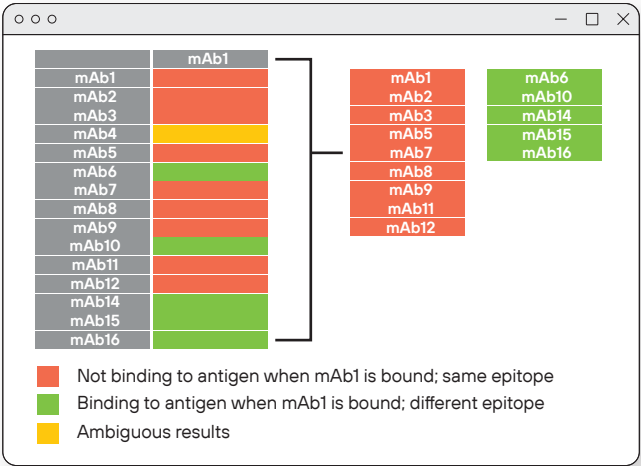 mAb1
mAb1
mAb2
mAb3
mAb4
mAb5
mAb6
mAb7
mAb8
mAb9
mAb10
mAb11
mAb12
mAb14
mAb15
mAb16
mAb1
mAb2
mAb3
mAb5
mAb7
mAb8
mAb9
mAb11
mAb12
mAb6
mAb10
mAb14
mAb15
mAb16
Not binding to antigen when mAb1 is bound; same epitope
Binding to antigen when mAb1 is bound; different epitope
Ambiguous results